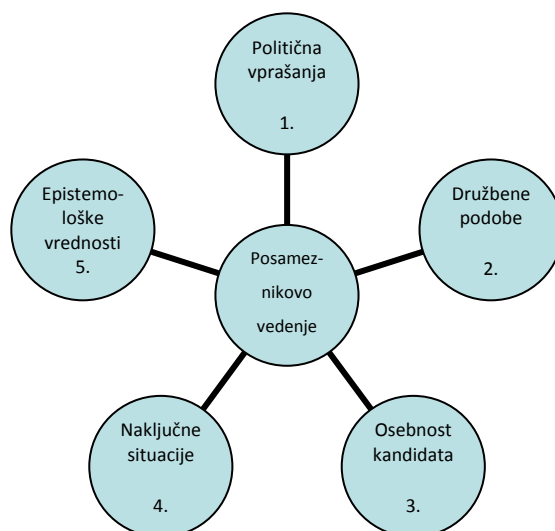 Politična
vprašanja
1.
Družbene
podobe
2.
Osebnost
kandidata
3.
Naključne
situacije
4.
Epistemo-
loške
vrednosti
5.
Posamez-
nikovo
vedenje